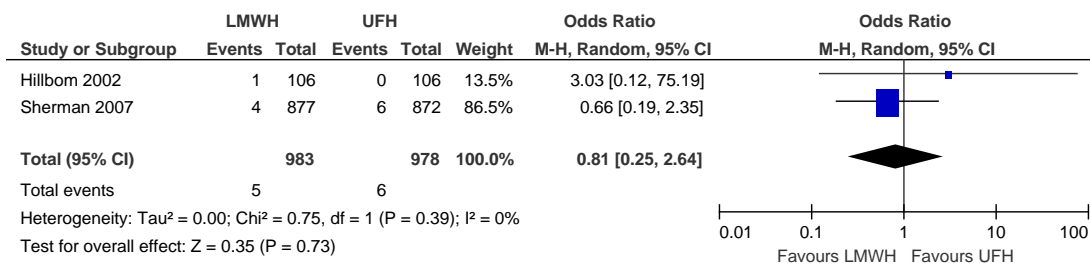 LMWH UFH Odds Ratio Odds Ratio
Study or Subgroup Events Total Events Total Weight M-H, Random, 95% CI M-H, Random, 95% CI
Hillbom 2002 1 106 0 106 13.5% 3.03 [0.12, 75.19]
Sherman 2007 4 877 6 872 86.5% 0.66 [0.19, 2.35]
Total (95% CI) 983 978 100.0% 0.81 [0.25, 2.64]
Total events 5 6
Heterogeneity: Tau² = 0.00; Chi² = 0.75, df = 1 (P = 0.39); I² = 0%
Test for overall effect: Z = 0.35 (P = 0.73)
0.01 0.1 1 10 100
Favours LMWH Favours UFH